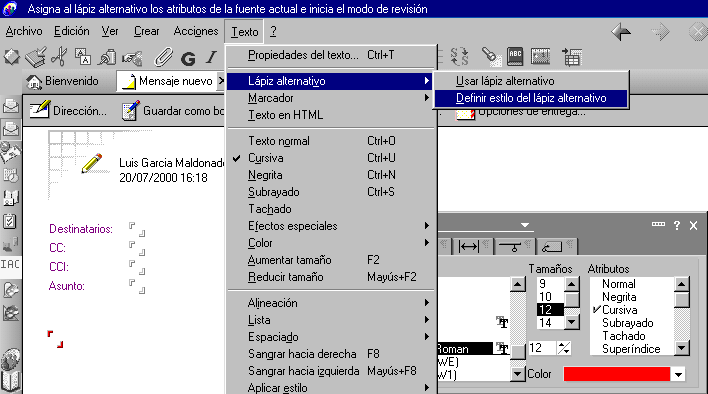 Asigna al lápiz alternativo los atributos de la fuente actual e inicia el modo de revisión
Archivo Edición Ver Crear Acciones Texto ?
Propiedades del texto... Ctrl+T
Bienvenido Mensaje nuevo
Lápiz alternativo
Usar lápiz alternativo
Marcador
Definir estilo del lápiz alternativo
Dirección... Guardar como bo
Texto en HTML
Opciones de entrega...
Texto normal Ctrl+O
Cursiva Ctrl+U
Luis Garcia Maldonado
Negrita Ctrl+N
20/07/2000 16:18
Subrayado Ctrl+S
Tachado
Destinatarios:
Efectos especiales
CC:
Color
CCI:
Aumentar tamaño F2
IAC
Asunto:
Reducir tamaño Mayús+F2
Alineación
Lista
Espaciado
Sangrar hacia derecha F8
Sangrar hacia izquierda Mayús+F8
Aplicar estilo
? X
Tamaños Atributos
9 Normal
10 Negrita
12 Cursiva
14 Subrayado
Tachado
Roman 12 Superíndice
WE)
W1) Color